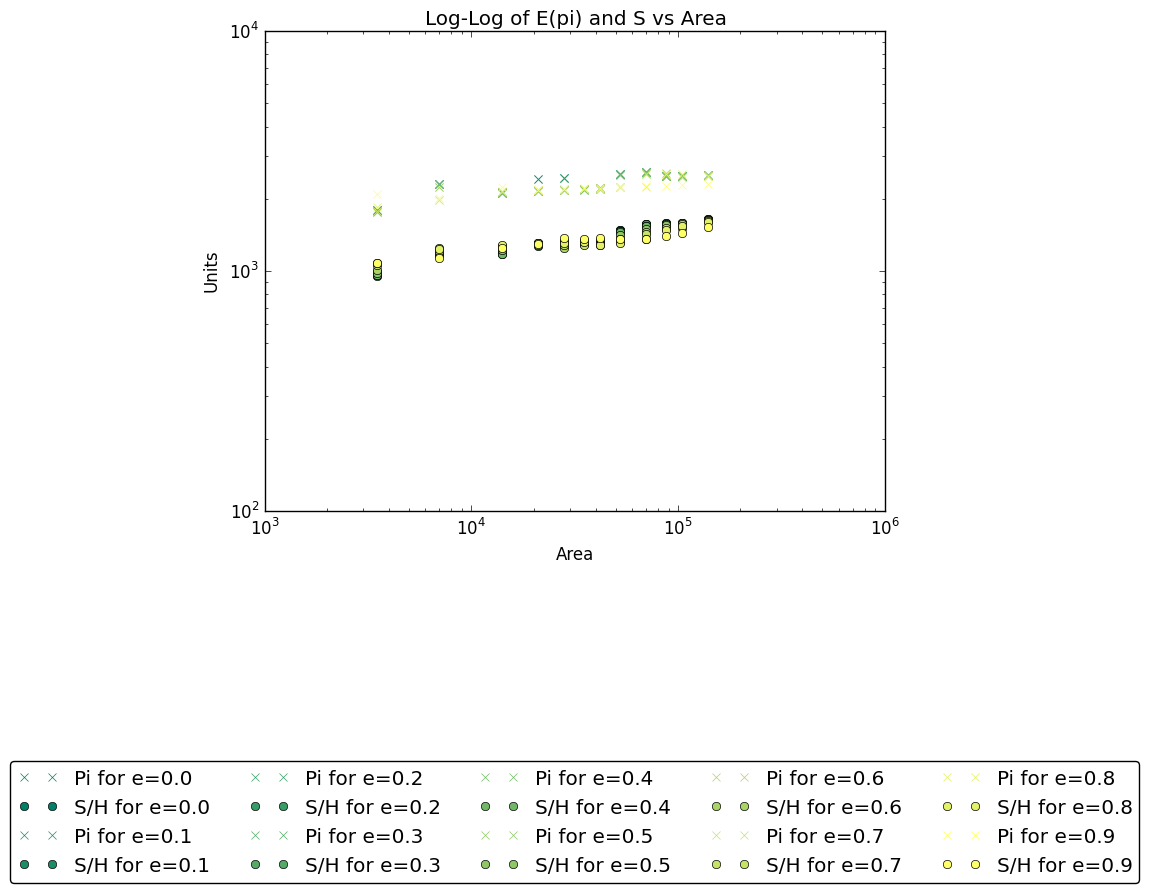 Log-Log of E(pi) and S vs Area
10^4
10^3
10^2
Units
10^3 10^4 10^5 10^6
Area
Pi for e=0.0 Pi for e=0.2 Pi for e=0.4 Pi for e=0.6 Pi for e=0.8
S/H for e=0.0 S/H for e=0.2 S/H for e=0.4 S/H for e=0.6 S/H for e=0.8
Pi for e=0.1 Pi for e=0.3 Pi for e=0.5 Pi for e=0.7 Pi for e=0.9
S/H for e=0.1 S/H for e=0.3 S/H for e=0.5 S/H for e=0.7 S/H for e=0.9